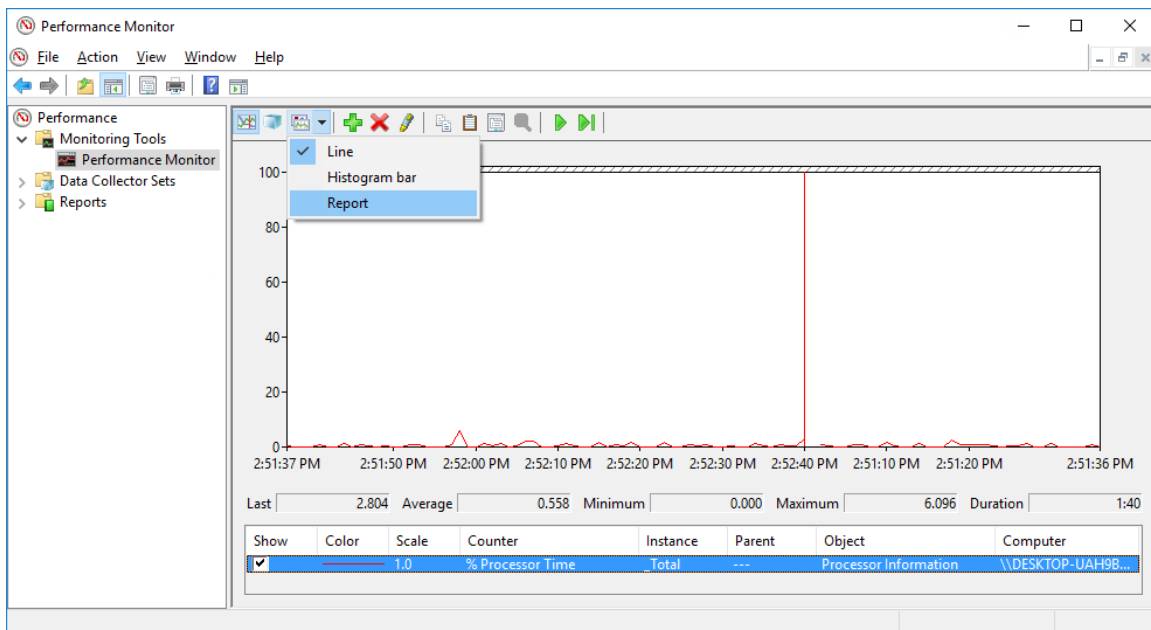 Performance Monitor
File Action View Window Help
Performance
Monitoring Tools
Performance Monitor
Data Collector Sets
Reports
Line
Histogram bar
Report
100
80
60
40
20
0
2:51:37 PM 2:51:50 PM 2:52:00 PM 2:52:10 PM 2:52:20 PM 2:52:30 PM 2:52:40 PM 2:51:10 PM 2:51:20 PM 2:51:36 PM
Last 2.804 Average 0.558 Minimum 0.000 Maximum 6.096 Duration 1:40
Show Color Scale Counter Instance Parent Object Computer
1.0 % Processor Time _Total --- Processor Information \\DESKTOP-UAH9B...